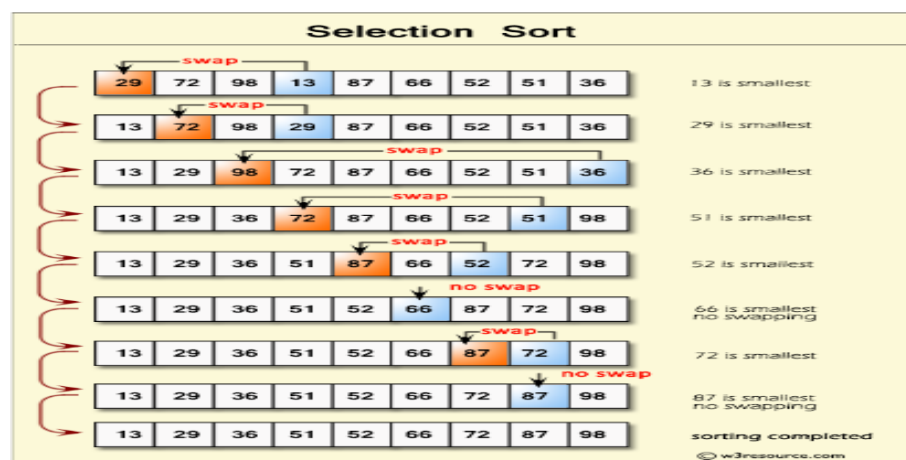 Selection Sort
swap
29 72 98 13 87 66 52 51 36 13 is smallest
swap
13 72 98 29 87 66 52 51 36 29 is smallest
swap
13 29 98 72 87 66 52 51 36 36 is smallest
swap
13 29 36 72 87 66 52 51 98 51 is smallest
swap
13 29 36 51 87 66 52 72 98 52 is smallest
no swap
13 29 36 51 52 66 87 72 98 66 is smallest
no swapping
swap
13 29 36 51 52 66 87 72 98 72 is smallest
no swap
13 29 36 51 52 66 72 87 98 87 is smallest
no swapping
13 29 36 51 52 66 72 87 98 sorting completed
© w3resource.com